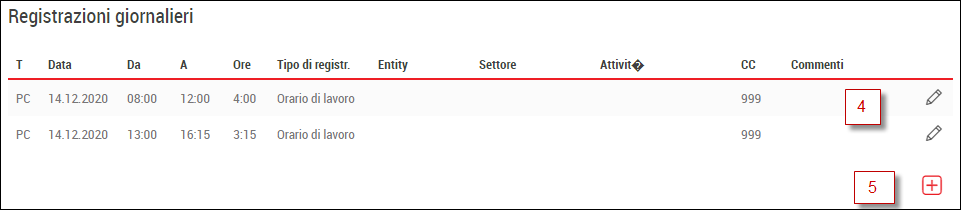 Registrazioni giornalieri
T Data Da A Ore Tipo di registr. Entity Settore Attivit� CC Commenti
PC 14.12.2020 08:00 12:00 4:00 Orario di lavoro 999
4
PC 14.12.2020 13:00 16:15 3:15 Orario di lavoro 999
5